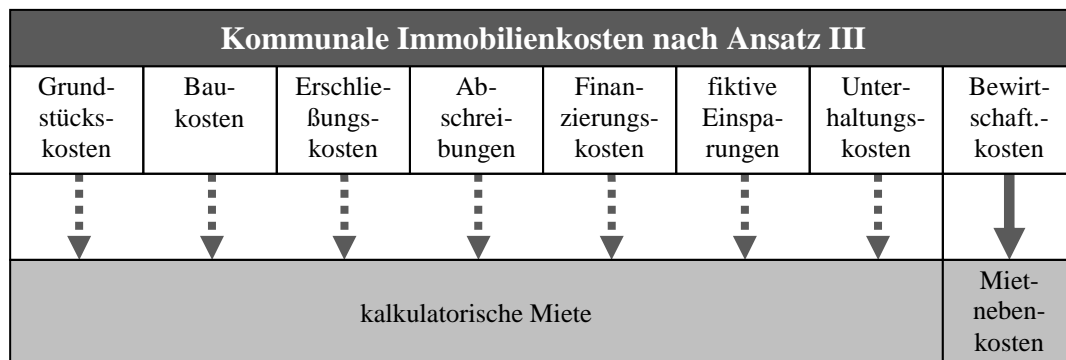 Kommunale Immobilienkosten nach Ansatz III
Grund-
stücks-
kosten
Bau-
kosten
Erschlie-
ßungs-
kosten
Ab-
schrei-
bungen
Finan-
zierungs-
kosten
fiktive
Einspa-
rungen
Unter-
haltungs-
kosten
Bewirt-
schaft.-
kosten
kalkulatorische Miete
Miet-
neben-
kosten